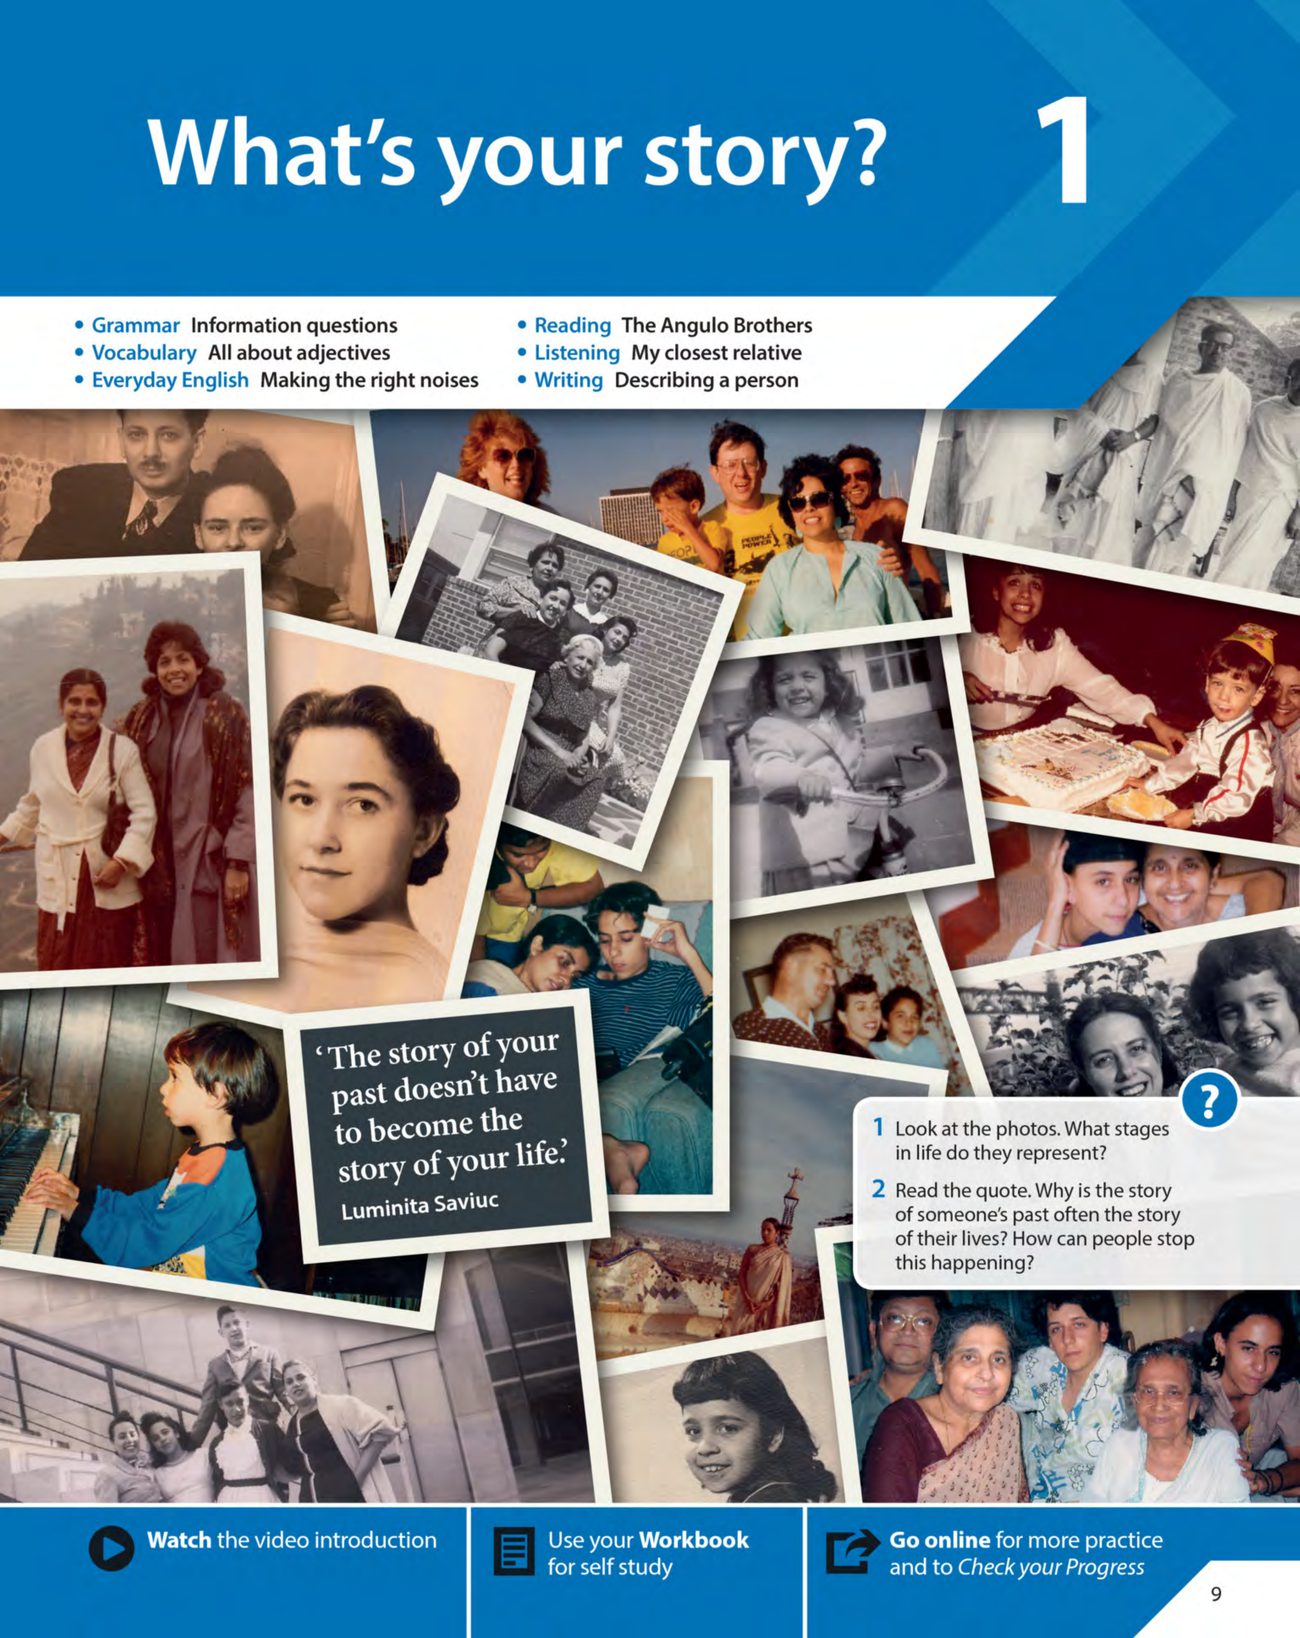 What's your story?
1
• Grammar Information questions
• Vocabulary All about adjectives
• Everyday English Making the right noises
• Reading The Angulo Brothers
• Listening My closest relative
• Writing Describing a person
PEOPLE
POWER
'The story of your
past doesn't have
to become the
story of your life.'
Luminita Saviuc
?
1 Look at the photos. What stages
in life do they represent?
2 Read the quote. Why is the story
of someone's past often the story
of their lives? How can people stop
this happening?
Watch the video introduction
Use your Workbook
for self study
Go online for more practice
and to Check your Progress
9